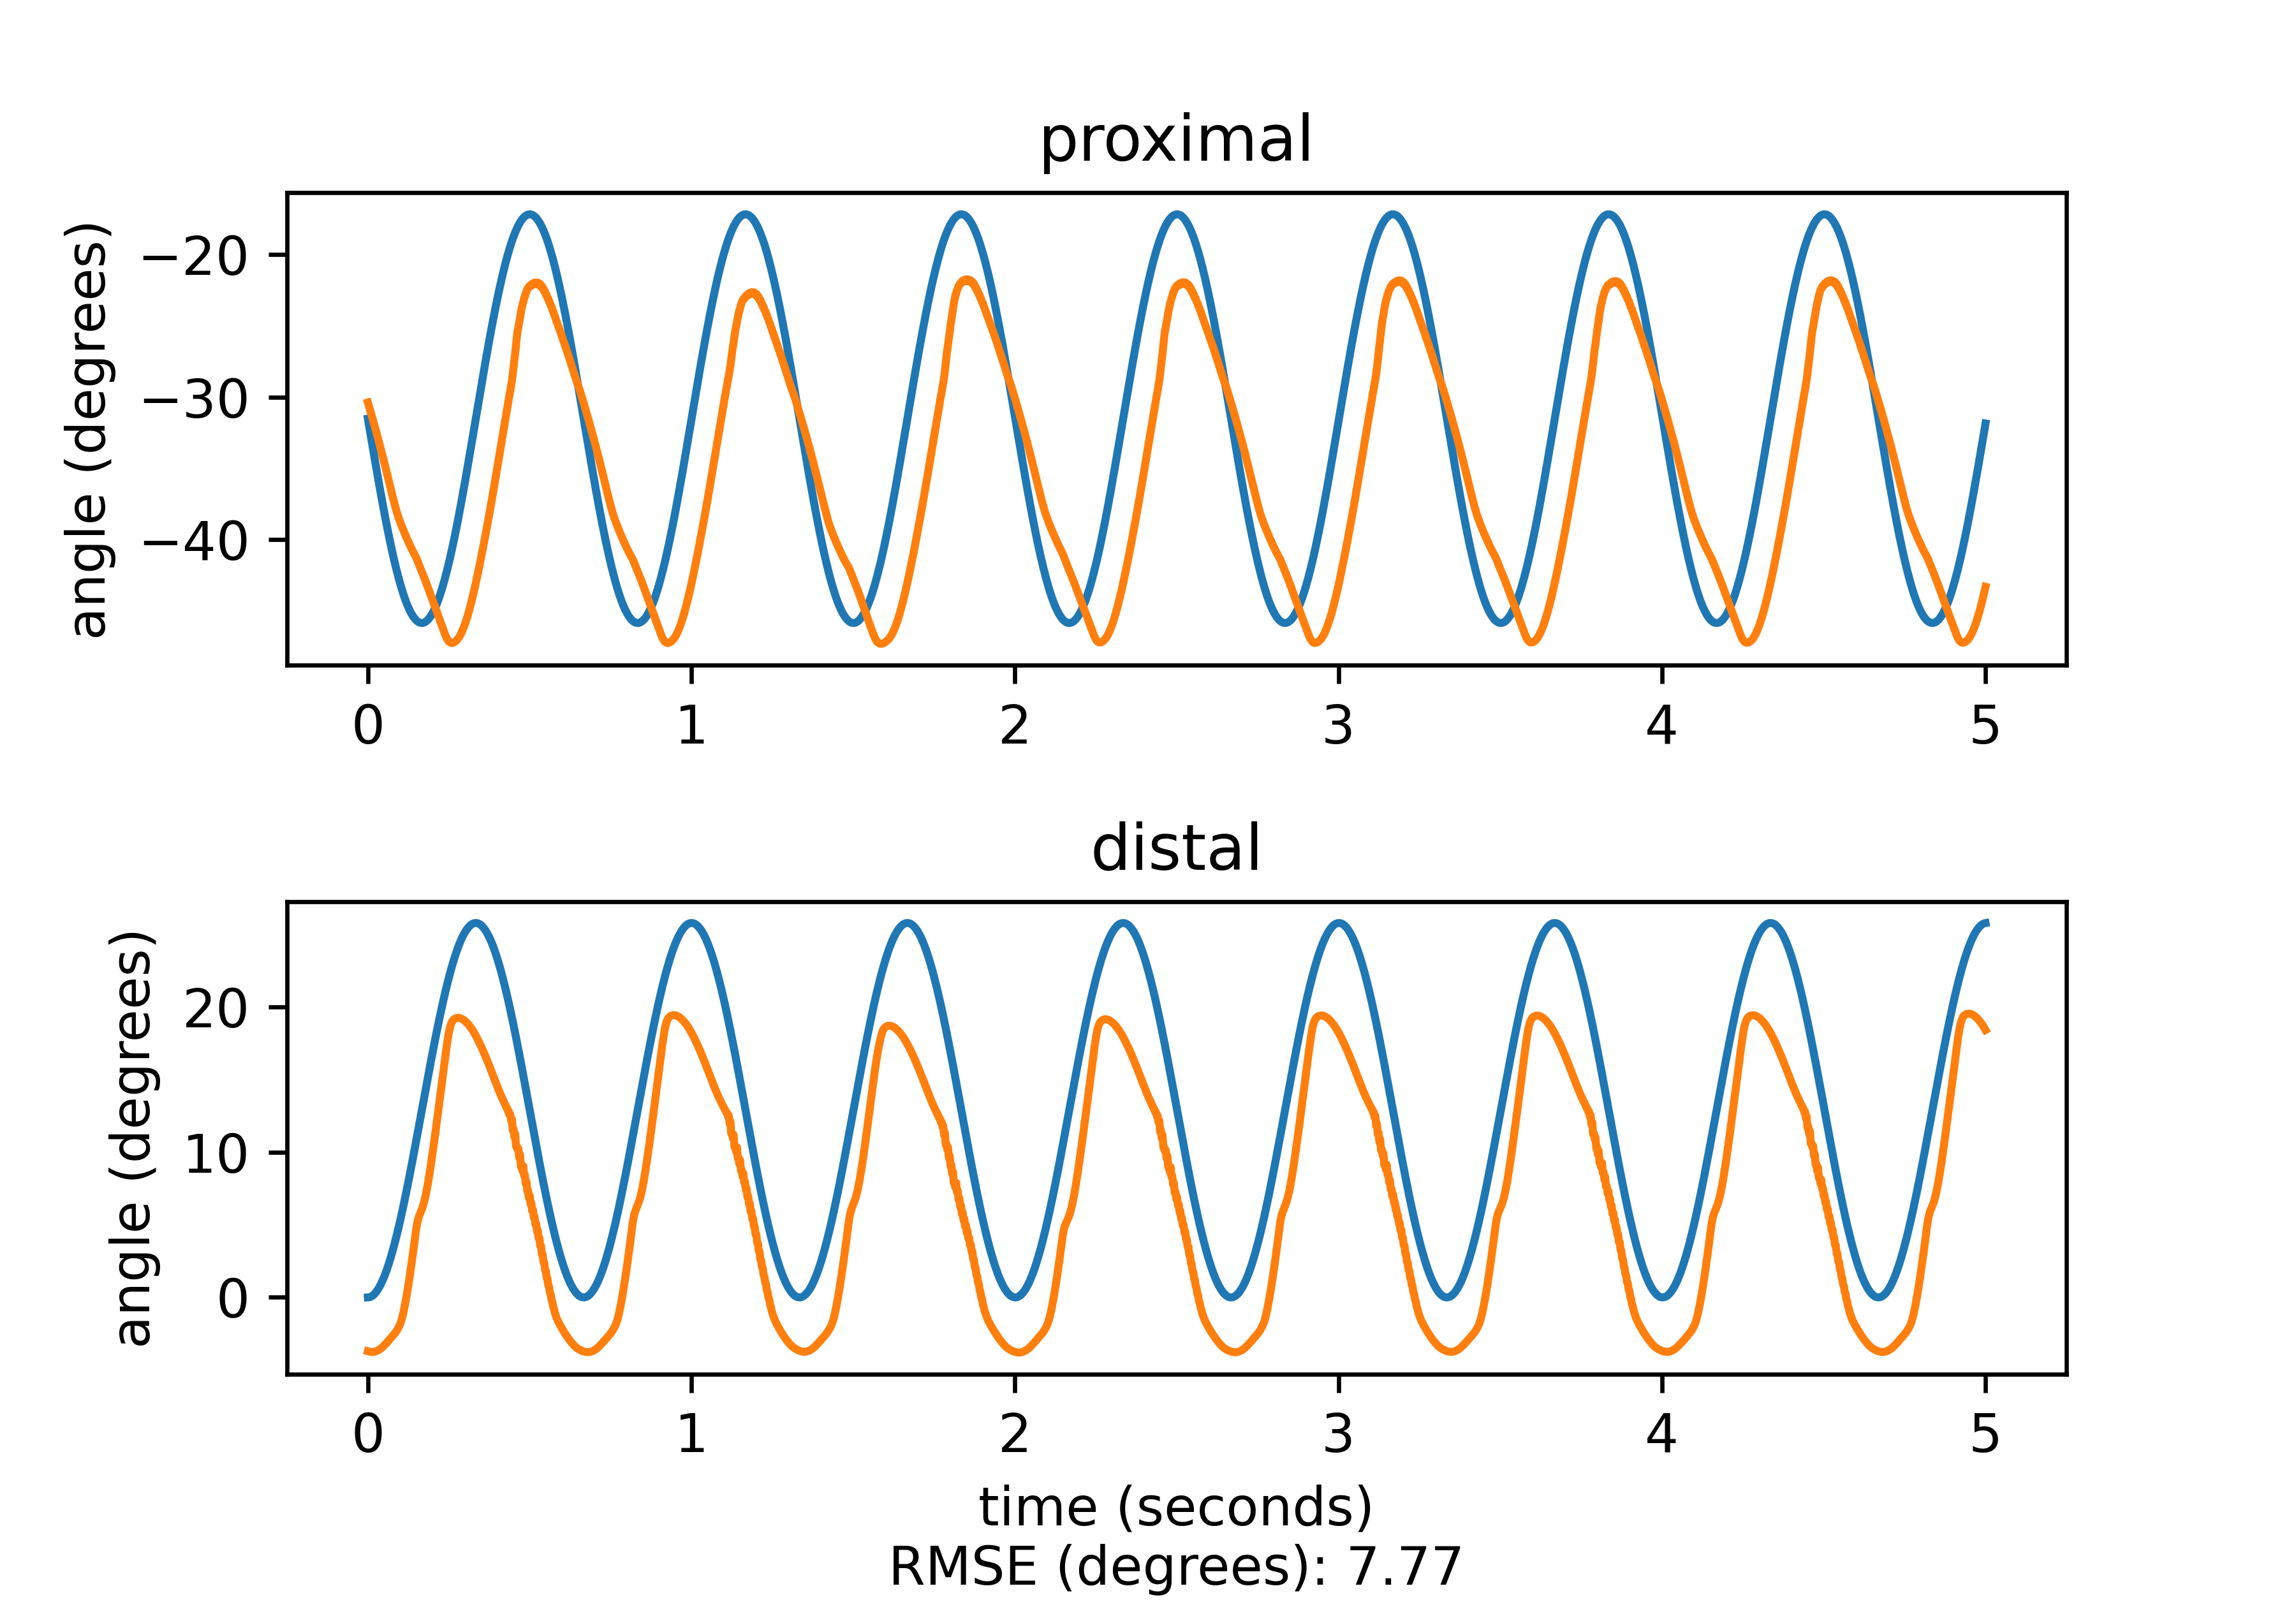 proximal
angle (degrees)
−20
−30
−40
0 1 2 3 4 5
distal
angle (degrees)
20
10
0
0 1 2 3 4 5
time (seconds)
RMSE (degrees): 7.77